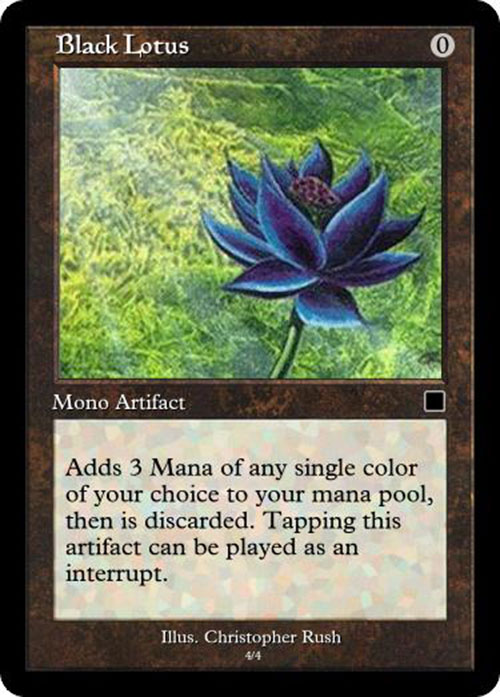 Black Lotus 0
Mono Artifact
Adds 3 Mana of any single color
of your choice to your mana pool,
then is discarded. Tapping this
artifact can be played as an
interrupt.
Illus. Christopher Rush
4/4